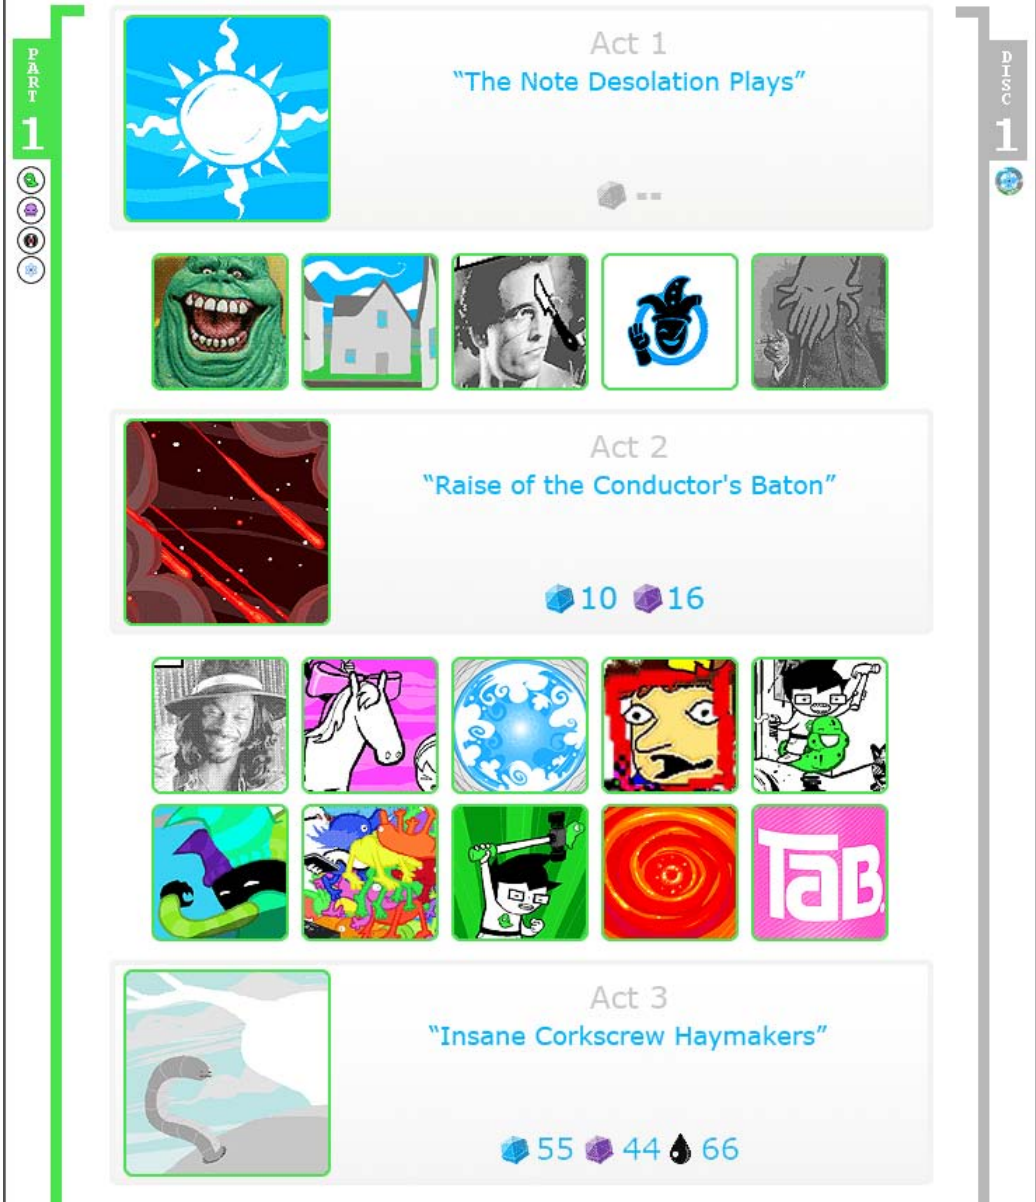 PART
1
DISC
1
Act 1
“The Note Desolation Plays”
--
Act 2
“Raise of the Conductor's Baton”
10 16
TaB.
Act 3
“Insane Corkscrew Haymakers”
55 44 66